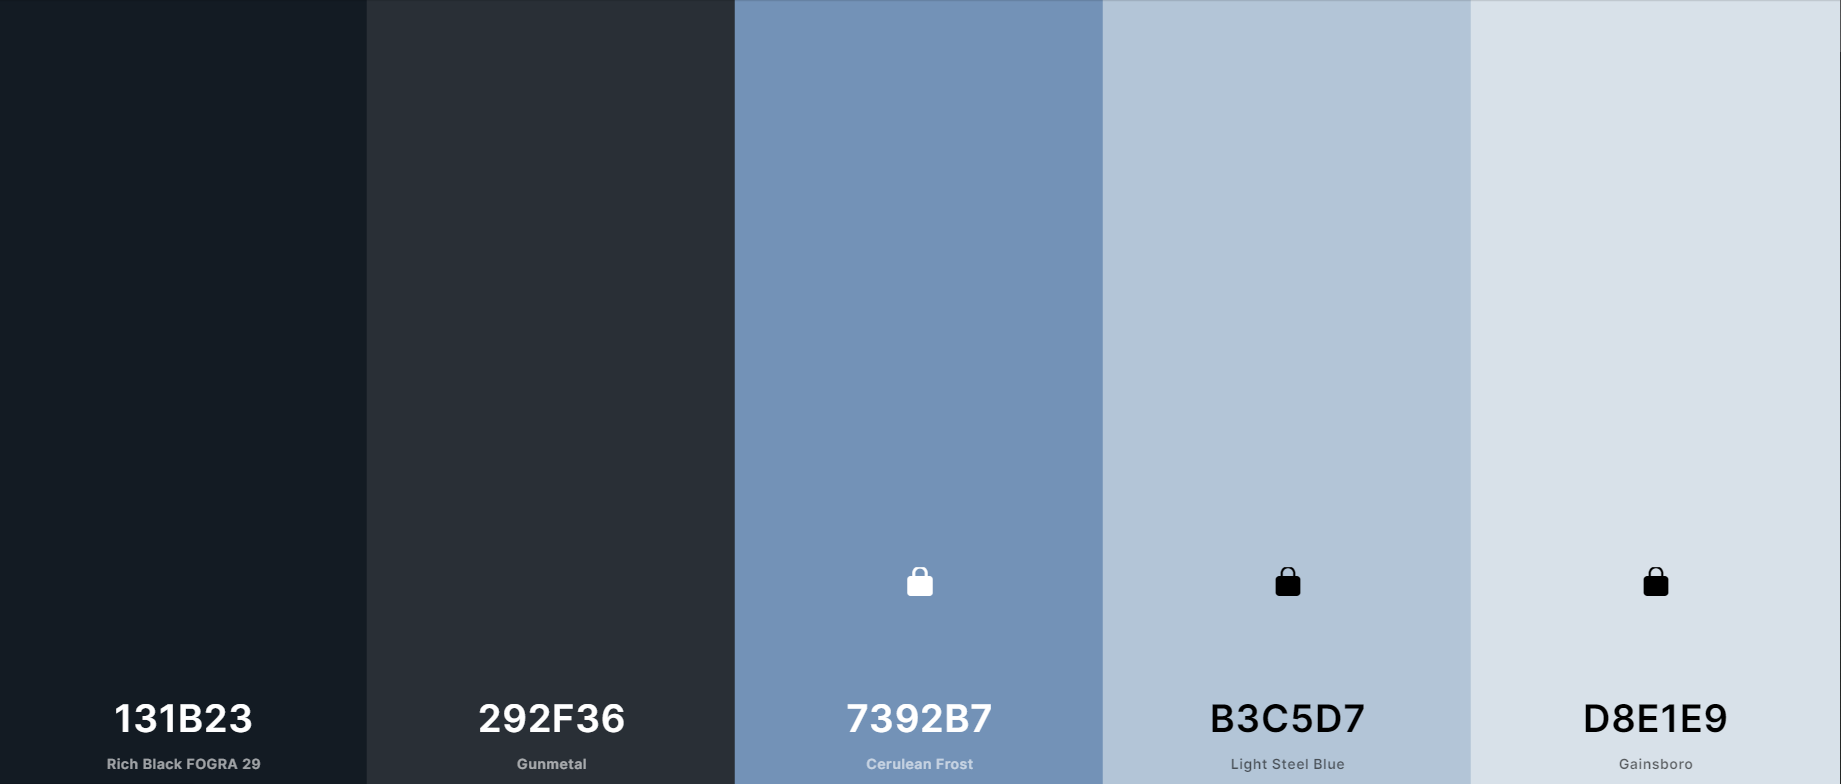 131B23
Rich Black FOGRA 29
292F36
Gunmetal
7392B7
Cerulean Frost
B3C5D7
Light Steel Blue
D8E1E9
Gainsboro